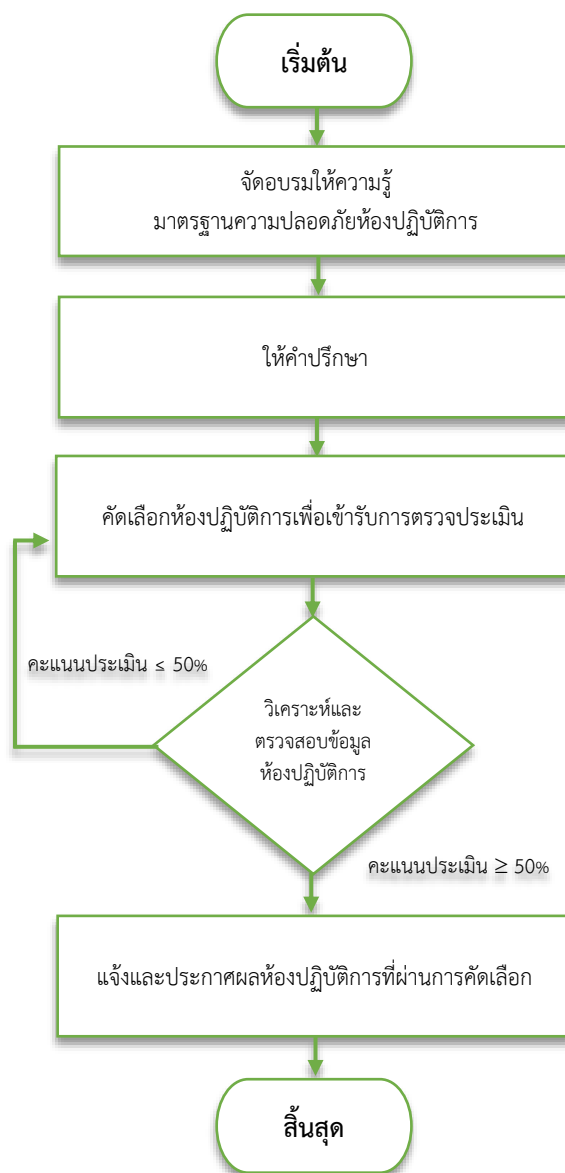 เริ่มต้น
จัดอบรมให้ความรู้
มาตรฐานความปลอดภัยห้องปฏิบัติการ
ให้คำปรึกษา
คัดเลือกห้องปฏิบัติการเพื่อเข้ารับการตรวจประเมิน
คะแนนประเมิน ≤ 50%
วิเคราะห์และ
ตรวจสอบข้อมูล
ห้องปฏิบัติการ
คะแนนประเมิน ≥ 50%
แจ้งและประกาศผลห้องปฏิบัติการที่ผ่านการคัดเลือก
สิ้นสุด